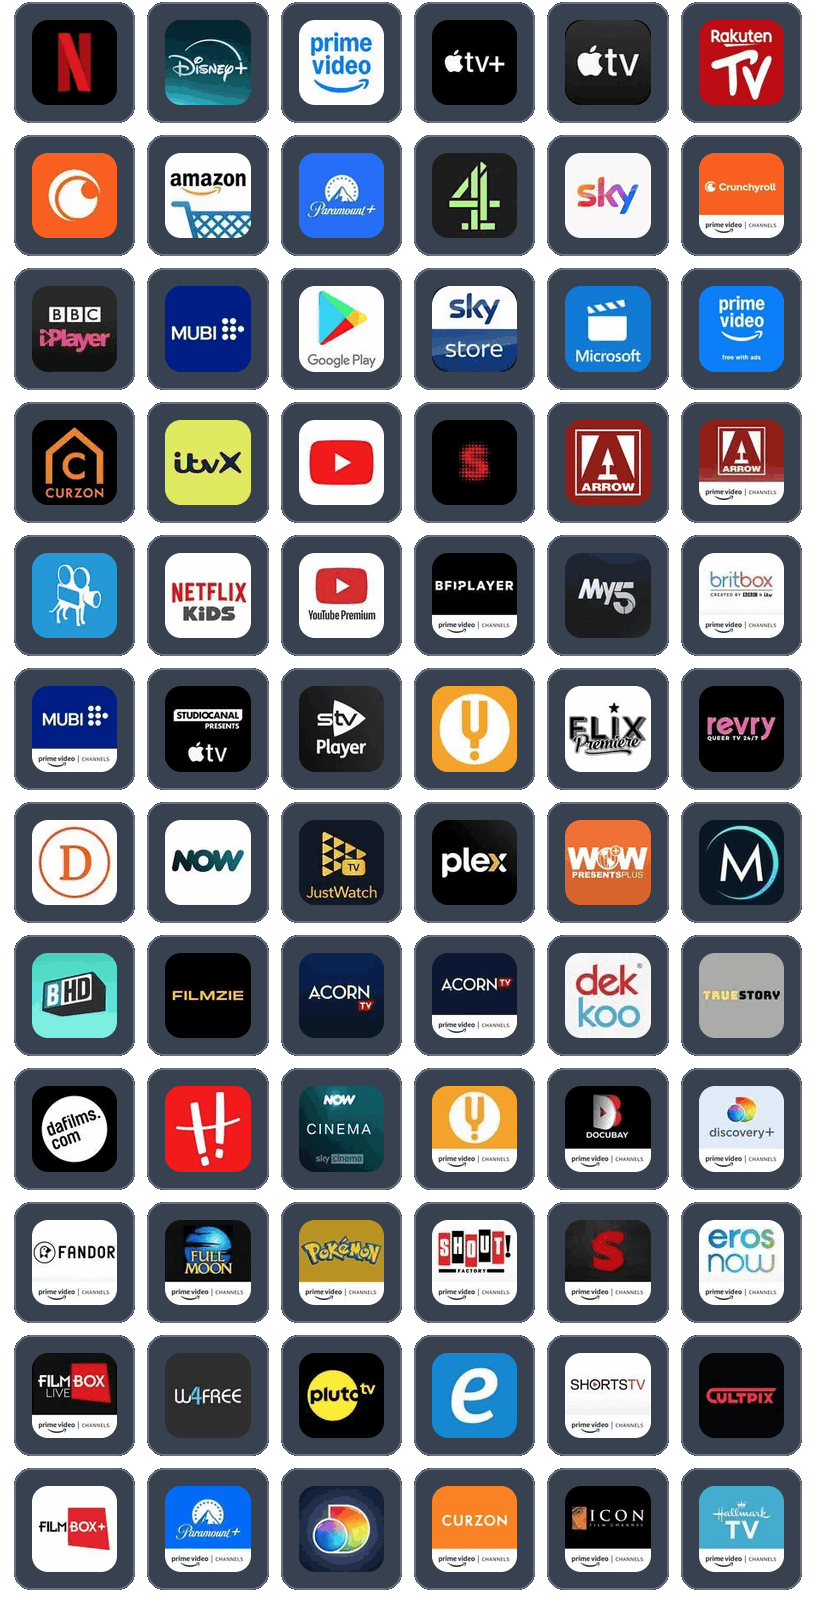 N
Disney+
prime
video
tv+
tv
Rakuten
TV
amazon
Paramount+
4
sky
Crunchyroll
prime video | CHANNELS
BBC
iPlayer
MUBI
Google Play
sky
store
Microsoft
prime
video
free with ads
C
CURZON
itvX
S
A
ARROW
A
ARROW
prime video | CHANNELS
NETFLIX
KiDS
YouTube Premium
BFIPLAYER
prime video | CHANNELS
My5
britbox
CREATED BY BBC & itv
prime video | CHANNELS
MUBI
prime video | CHANNELS
STUDIOCANAL
PRESENTS
tv
stv
Player
FLiX
Premiere
revry
QUEER TV 24/7
D
NOW
TV
JustWatch
plex
WOW
PRESENTSPLUS
M
BHD
FILMZIE
ACORN
TV
ACORN TV
prime video | CHANNELS
dek
koo
TRUESTORY
dafilms.
com
H
NOW
CINEMA
sky cinema
prime video | CHANNELS
DOCUBAY
prime video | CHANNELS
discovery+
prime video | CHANNELS
FANDOR
prime video | CHANNELS
FULL
MOON
prime video | CHANNELS
POKéMON
prime video | CHANNELS
SHOUT!
FACTORY
prime video | CHANNELS
S
prime video | CHANNELS
eros
now
prime video | CHANNELS
FILMBOX
LIVE
prime video | CHANNELS
W4FREE
pluto tv
e
SHORTSTV
prime video | CHANNELS
CULTPIX
FILMBOX+
Paramount+
prime video | CHANNELS
CURZON
prime video | CHANNELS
ICON
FILM CHANNEL
prime video | CHANNELS
Hallmark
TV
prime video | CHANNELS